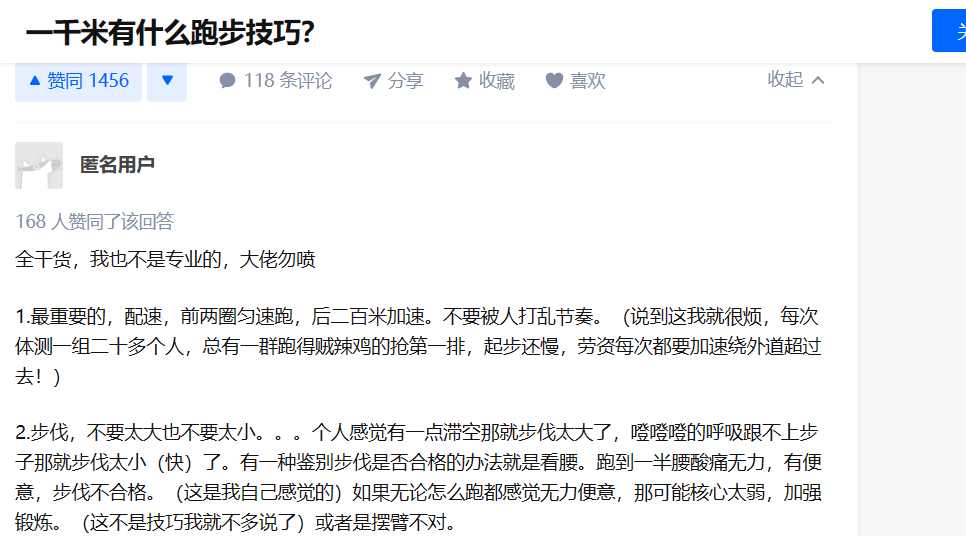 一千米有什么跑步技巧？
赞同 1456
118 条评论
分享
收藏
喜欢
收起
匿名用户
168 人赞同了该回答
全干货，我也不是专业的，大佬勿喷
1.最重要的，配速，前两圈匀速跑，后二百米加速。不要被人打乱节奏。（说到这我就很烦，每次
体测一组二十多个人，总有一群跑得贼辣鸡的抢第一排，起步还慢，劳资每次都要加速绕外道超过
去！）
2.步伐，不要太大也不要太小。。。个人感觉有一点滞空那就步伐太大了，噔噔噔的呼吸跟不上步
子那就步伐太小（快）了。有一种鉴别步伐是否合格的办法就是看腰。跑到一半腰酸痛无力，有便
意，步伐不合格。（这是我自己感觉的）如果无论怎么跑都感觉无力便意，那可能核心太弱，加强
锻炼。（这不是技巧我就不多说了）或者是摆臂不对。